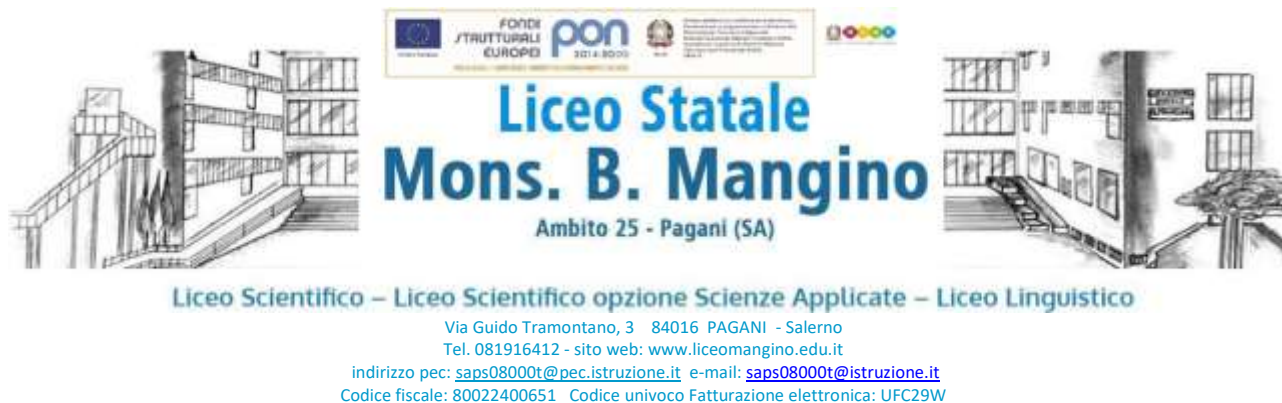 FONDI
STRUTTURALI
EUROPEI
pon
2014-2020
Liceo Statale
Mons. B. Mangino
Ambito 25 - Pagani (SA)
Liceo Scientifico – Liceo Scientifico opzione Scienze Applicate – Liceo Linguistico
Via Guido Tramontano, 3 84016 PAGANI - Salerno
Tel. 081916412 - sito web: www.liceomangino.edu.it
indirizzo pec: saps08000t@pec.istruzione.it e-mail: saps08000t@istruzione.it
Codice fiscale: 80022400651 Codice univoco Fatturazione elettronica: UFC29W